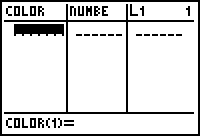 COLOR NUMBE L1 1
------ ------
COLOR(1)=